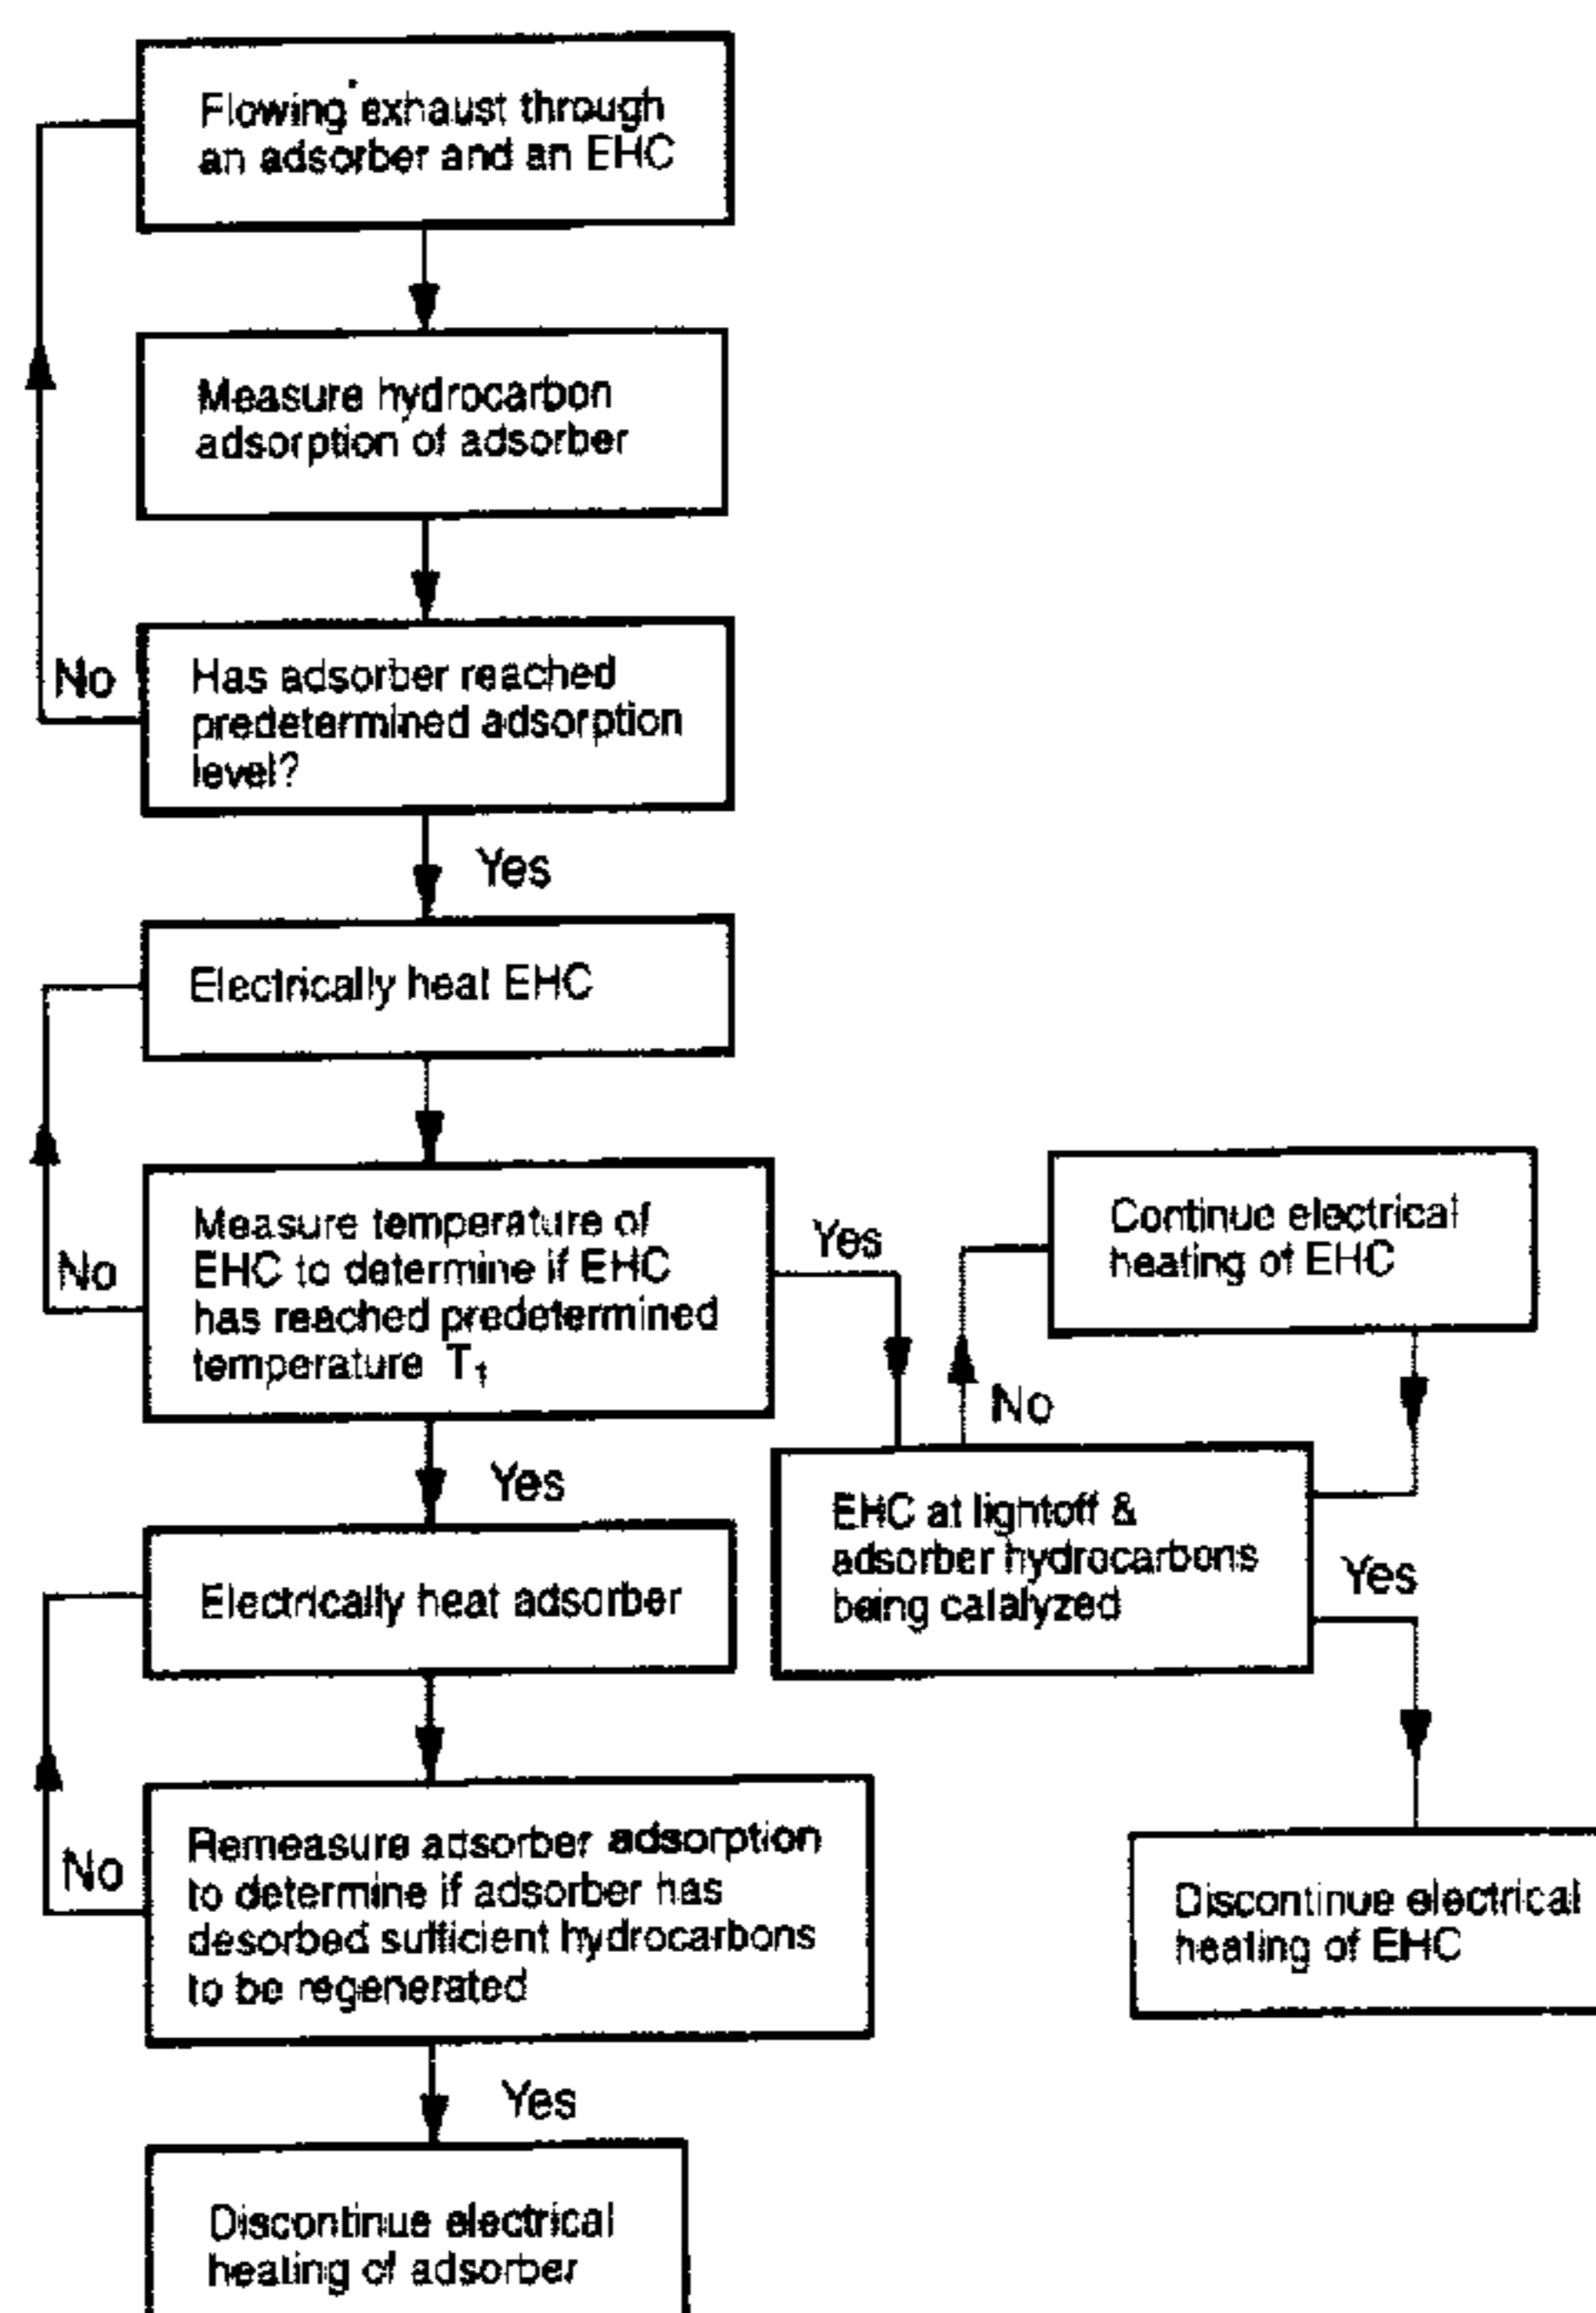 Flowing exhaust through
an adsorber and an EHC
Measure hydrocarbon
adsorption of adsorber
No
Has adsorber reached
predetermined adsorption
level?
Yes
Electrically heat EHC
No
Measure temperature of
EHC to determine if EHC
has reached predetermined
temperature T1
Yes
Continue electrical
heating of EHC
No
Yes
EHC at lightoff &
adsorber hydrocarbons
being catalyzed
Yes
Electrically heat adsorber
No
Remeasure adsorber adsorption
to determine if adsorber has
desorbed sufficient hydrocarbons
to be regenerated
Discontinue electrical
heating of EHC
Yes
Discontinue electrical
heating of adsorber